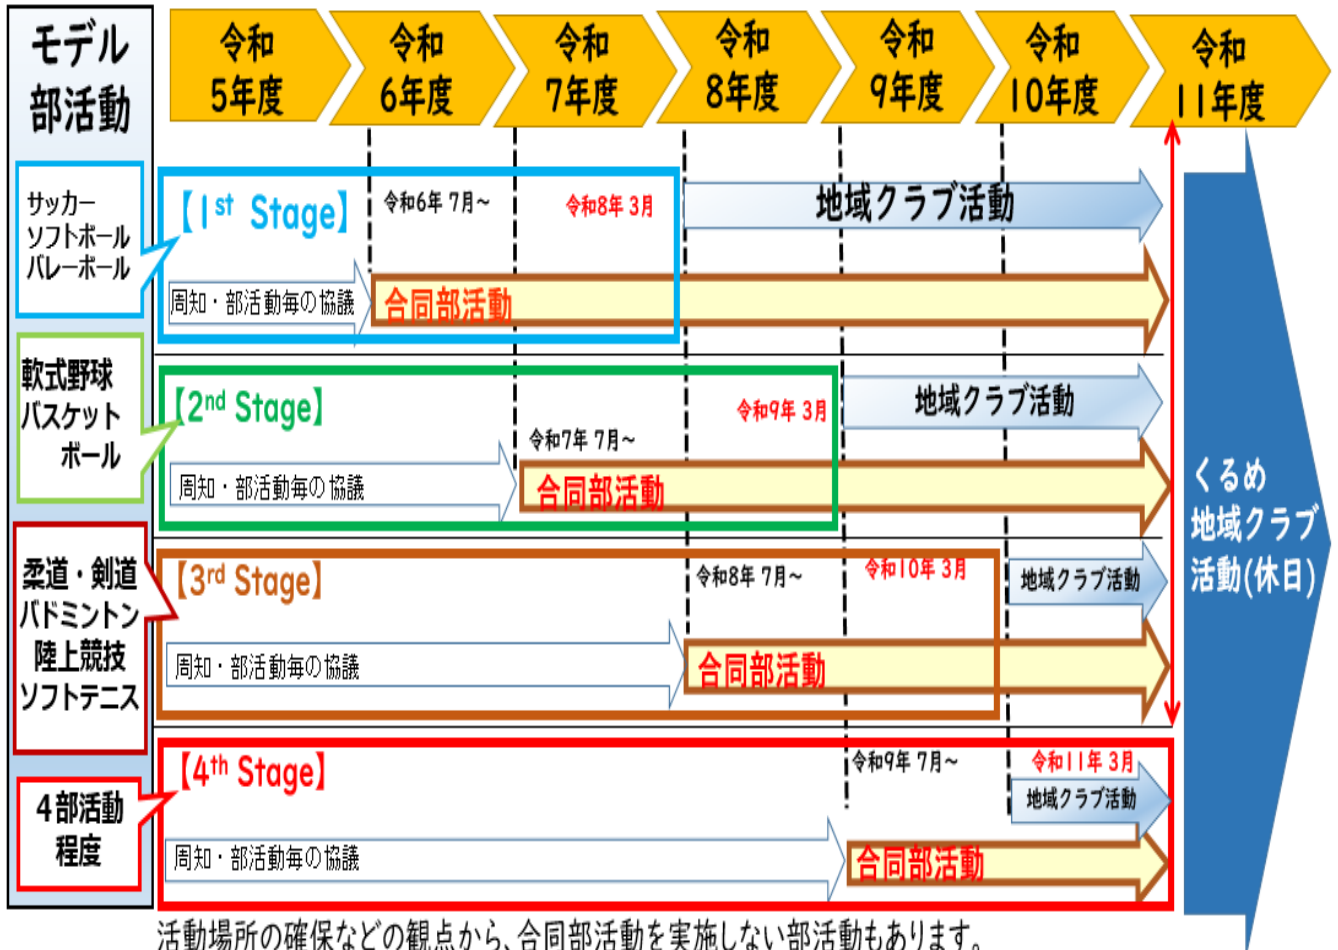 モデル
部活動
令和
5年度
令和
6年度
令和
7年度
令和
8年度
令和
9年度
令和
10年度
令和
11年度
サッカー
ソフトボール
バレーボール
【1st Stage】
令和6年 7月~
令和8年 3月
地域クラブ活動
周知・部活動毎の協議
合同部活動
軟式野球
バスケット
ボール
【2nd Stage】
令和9年 3月
地域クラブ活動
令和7年 7月~
周知・部活動毎の協議
合同部活動
柔道・剣道
バドミントン
陸上競技
ソフトテニス
【3rd Stage】
令和8年 7月~
令和10年 3月
地域クラブ活動
周知・部活動毎の協議
合同部活動
4部活動
程度
【4th Stage】
令和9年 7月~
令和11年 3月
地域クラブ活動
周知・部活動毎の協議
合同部活動
くるめ
地域クラブ
活動(休日)
活動場所の確保などの観点から、合同部活動を実施しない部活動もあります。